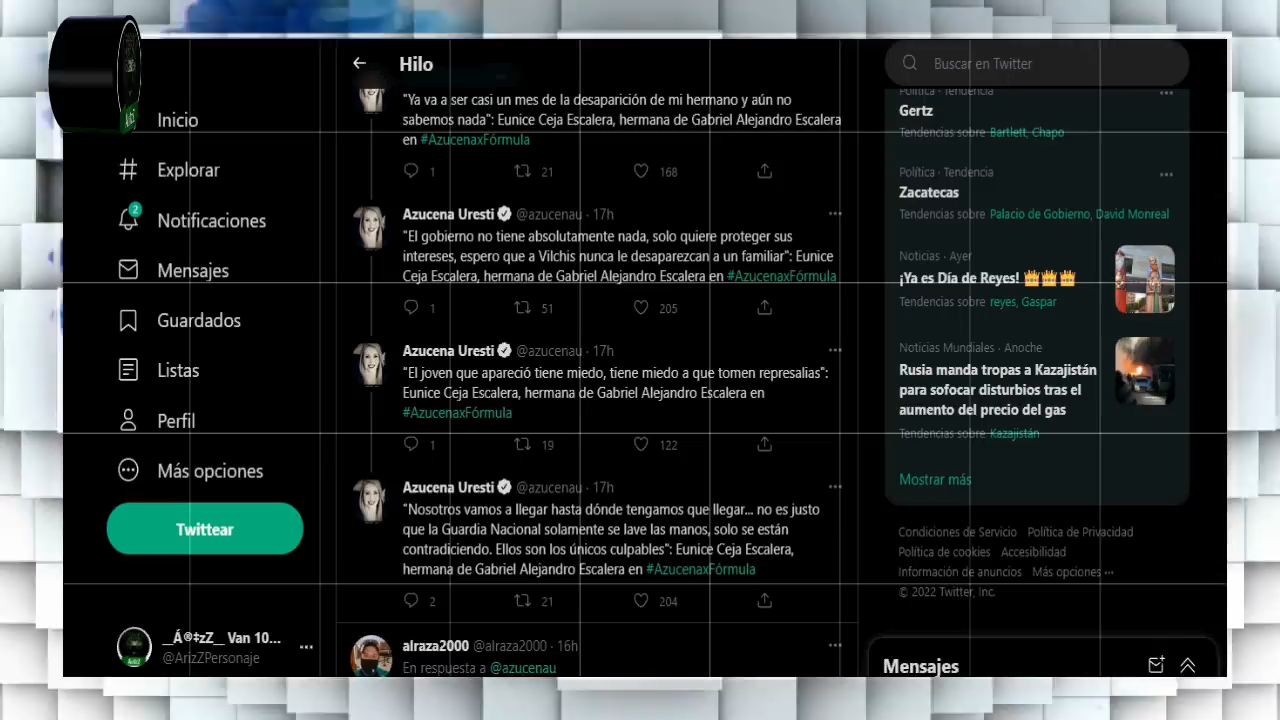 Inicio
Explorar
2
Notificaciones
Mensajes
Guardados
Listas
Perfil
Más opciones
Twittear
__Á®‡zZ__ Van 10...
@ArizZPersonaje
Hilo
"Ya va a ser casi un mes de la desaparición de mi hermano y aún no
sabemos nada": Eunice Ceja Escalera, hermana de Gabriel Alejandro Escalera
en #AzucenaxFórmula
1 21 168
Azucena Uresti @azucenau · 17h
"El gobierno no tiene absolutamente nada, solo quiere proteger sus
intereses, espero que a Vilchis nunca le desaparezcan a un familiar": Eunice
Ceja Escalera, hermana de Gabriel Alejandro Escalera en #AzucenaxFórmula
1 51 205
Azucena Uresti @azucenau · 17h
"El joven que apareció tiene miedo, tiene miedo a que tomen represalias":
Eunice Ceja Escalera, hermana de Gabriel Alejandro Escalera en
#AzucenaxFórmula
1 19 122
Azucena Uresti @azucenau · 17h
"Nosotros vamos a llegar hasta dónde tengamos que llegar... no es justo
que la Guardia Nacional solamente se lave las manos, solo se están
contradiciendo. Ellos son los únicos culpables": Eunice Ceja Escalera,
hermana de Gabriel Alejandro Escalera en #AzucenaxFórmula
2 21 204
alraza2000 @alraza2000 · 16h
En respuesta a @azucenau
Buscar en Twitter
Política · Tendencia
Gertz
Tendencias sobre Bartlett, Chapo
Política · Tendencia
Zacatecas
Tendencias sobre Palacio de Gobierno, David Monreal
Noticias · Ayer
¡Ya es Día de Reyes! 👑👑👑
Tendencias sobre reyes, Gaspar
Noticias Mundiales · Anoche
Rusia manda tropas a Kazajistán
para sofocar disturbios tras el
aumento del precio del gas
Tendencias sobre Kazajistán
Mostrar más
Condiciones de Servicio Política de Privacidad
Política de cookies Accesibilidad
Información de anuncios Más opciones ···
© 2022 Twitter, Inc.
Mensajes